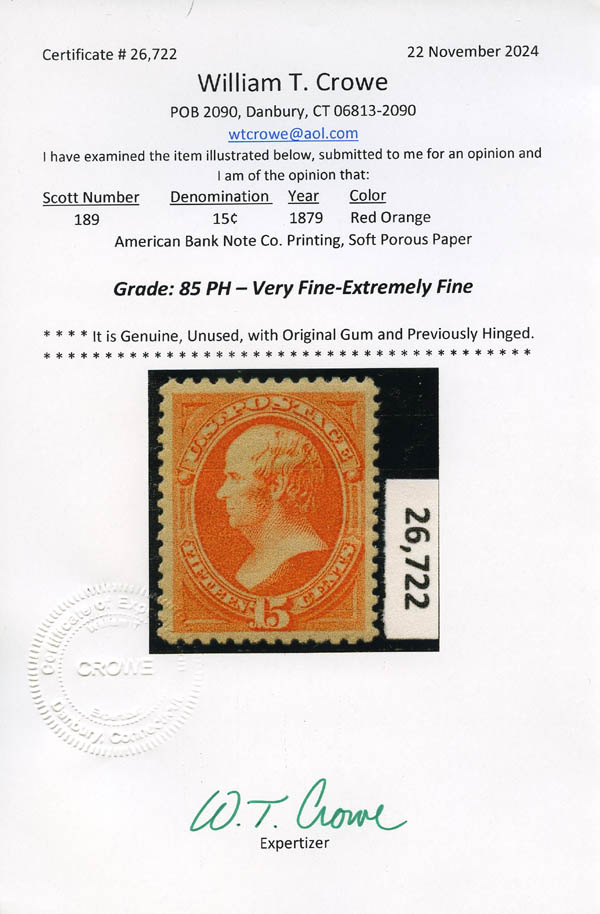 Certificate # 26,722 22 November 2024
William T. Crowe
POB 2090, Danbury, CT 06813-2090
wtcrowe@aol.com
I have examined the item illustrated below, submitted to me for an opinion and
I am of the opinion that:
Scott Number Denomination Year Color
189 15¢ 1879 Red Orange
American Bank Note Co. Printing, Soft Porous Paper
Grade: 85 PH – Very Fine-Extremely Fine
* * * * It is Genuine, Unused, with Original Gum and Previously Hinged.
* * * * * * * * * * * * * * * * * * * * * * * * * * * * * * * * * * * * * * * *
U.S. POSTAGE
FIFTEEN 15 CENTS
26,722
Certificate of
CROWE
Danbury,
W. T. Crowe
Expertizer